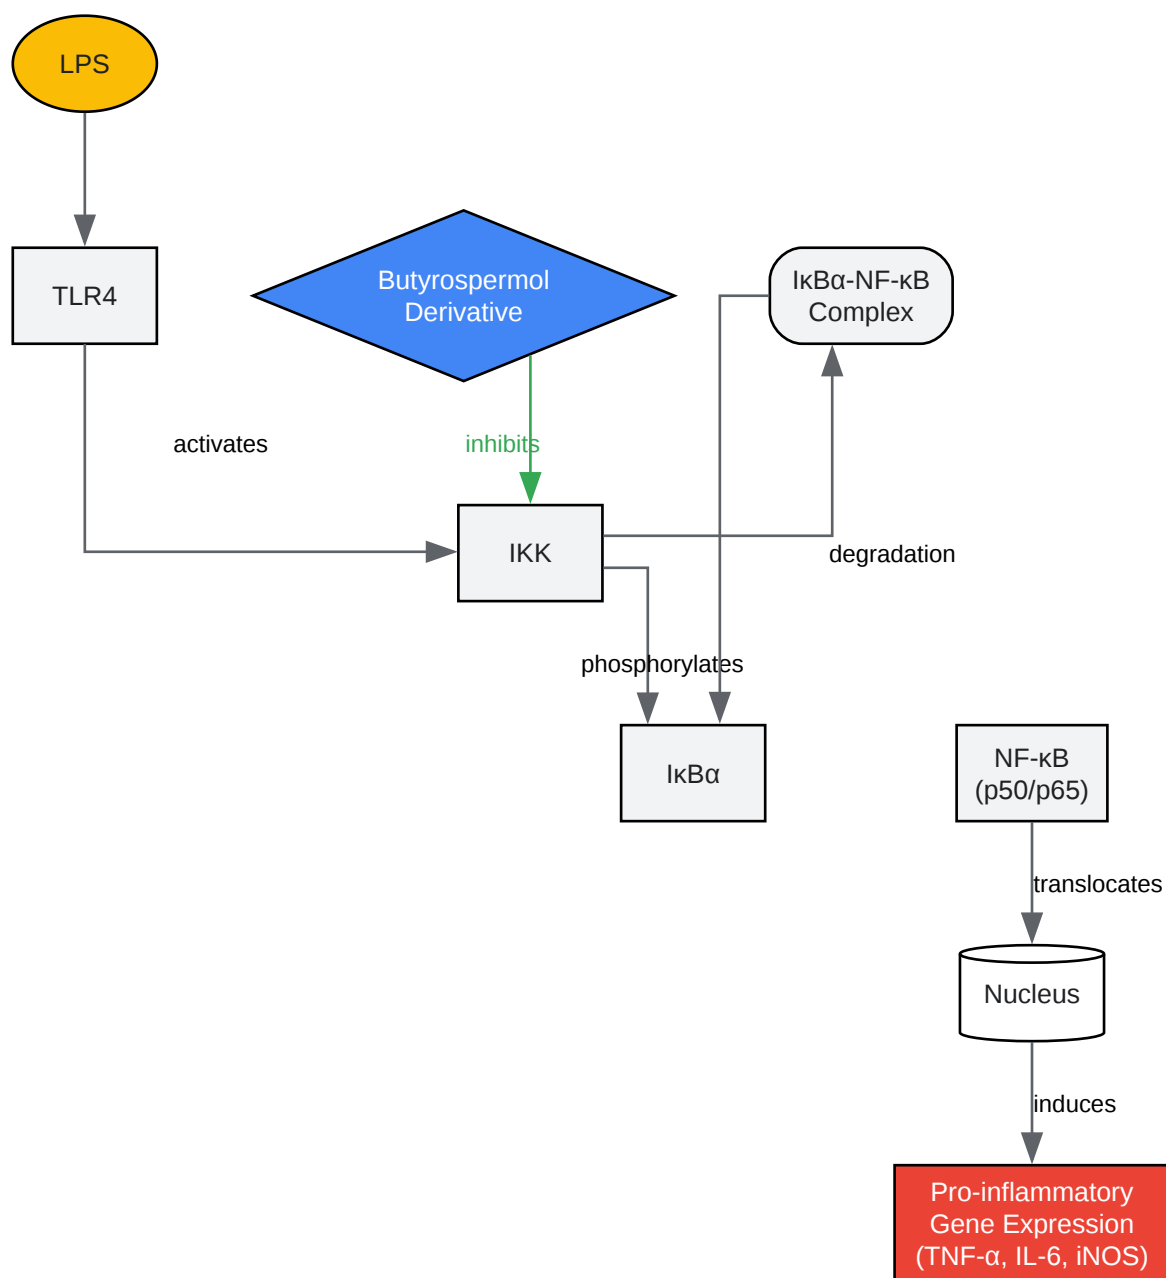 LPS
TLR4
Butyrospermol
Derivative
IκBα-NF-κB
Complex
activates
inhibits
IKK
degradation
phosphorylates
IκBα
NF-κB
(p50/p65)
translocates
Nucleus
induces
Pro-inflammatory
Gene Expression
(TNF-α, IL-6, iNOS)